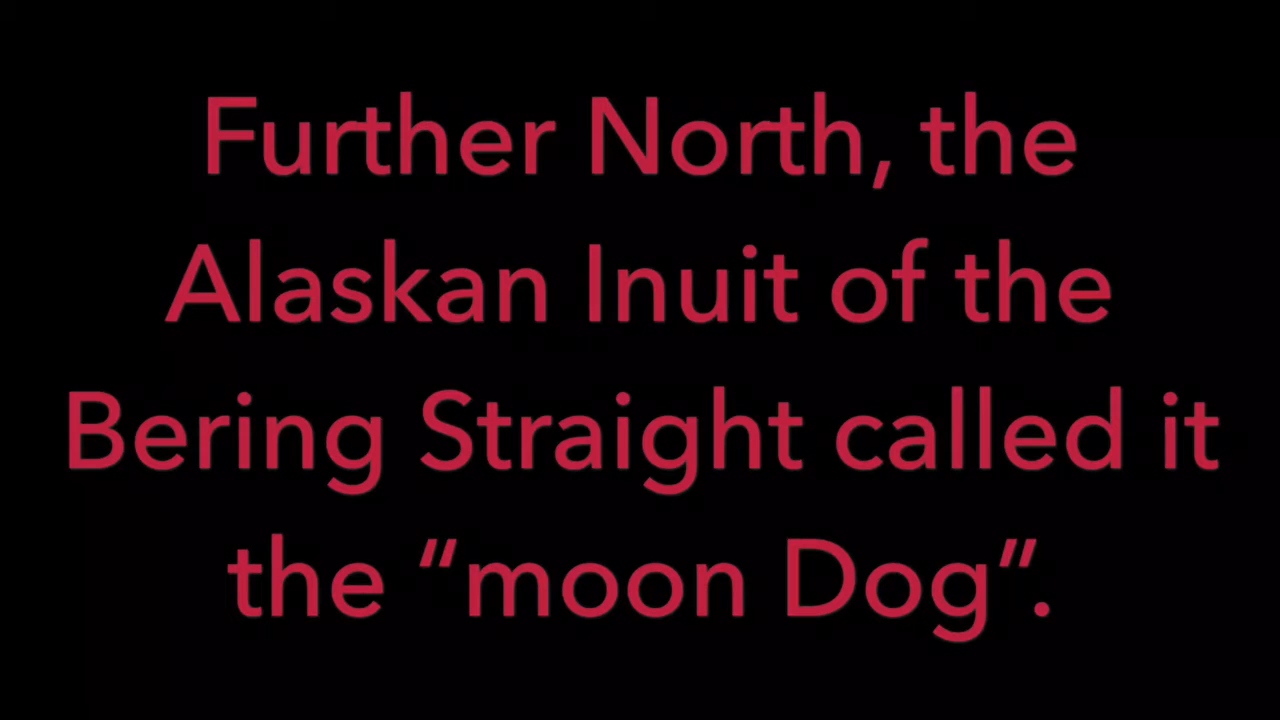 Further North, the
Alaskan Inuit of the
Bering Straight called it
the “moon Dog”.